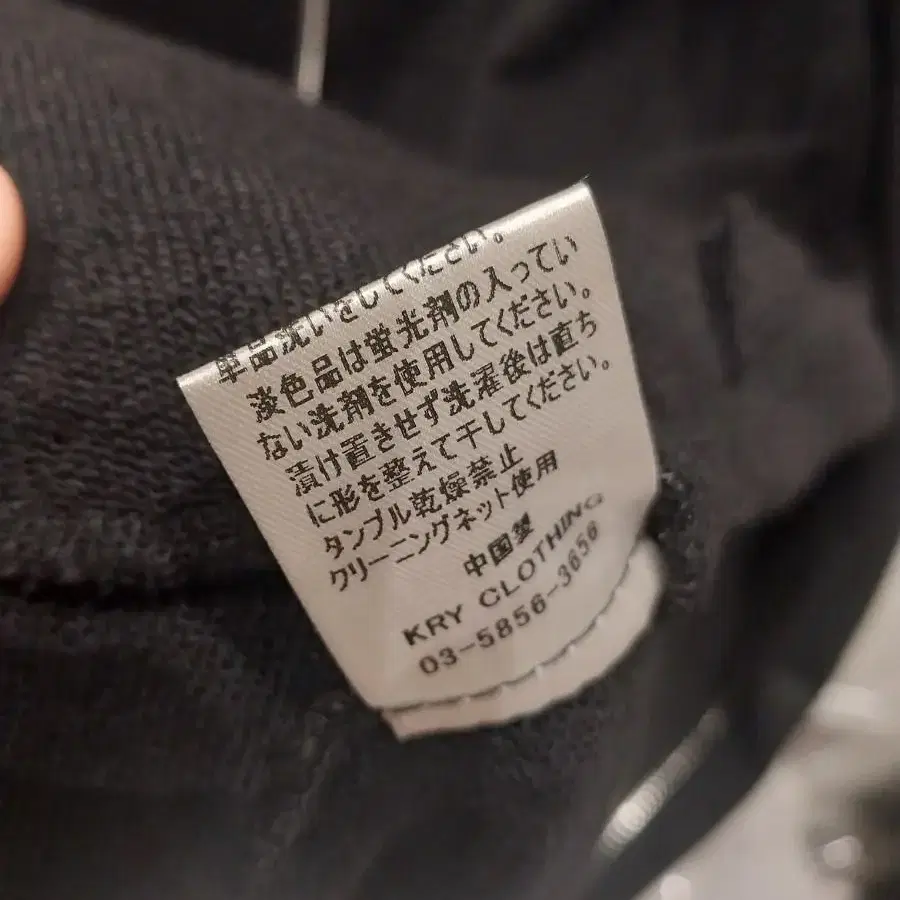 単品洗いをしてください。
淡色品は蛍光剤の入ってい
ない洗剤を使用してください。
漬け置きせず洗濯後は直ち
に形を整えて干してください。
タンブル乾燥禁止
クリーニングネット使用
中国製
KRY CLOTHING
03-5856-3656